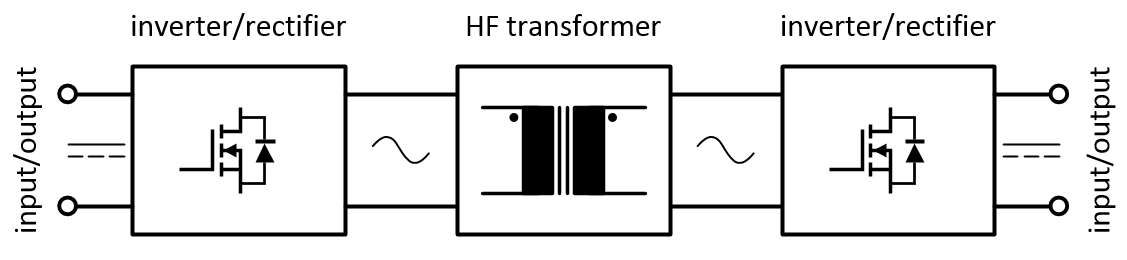 inverter/rectifier
HF transformer
inverter/rectifier
input/output
input/output